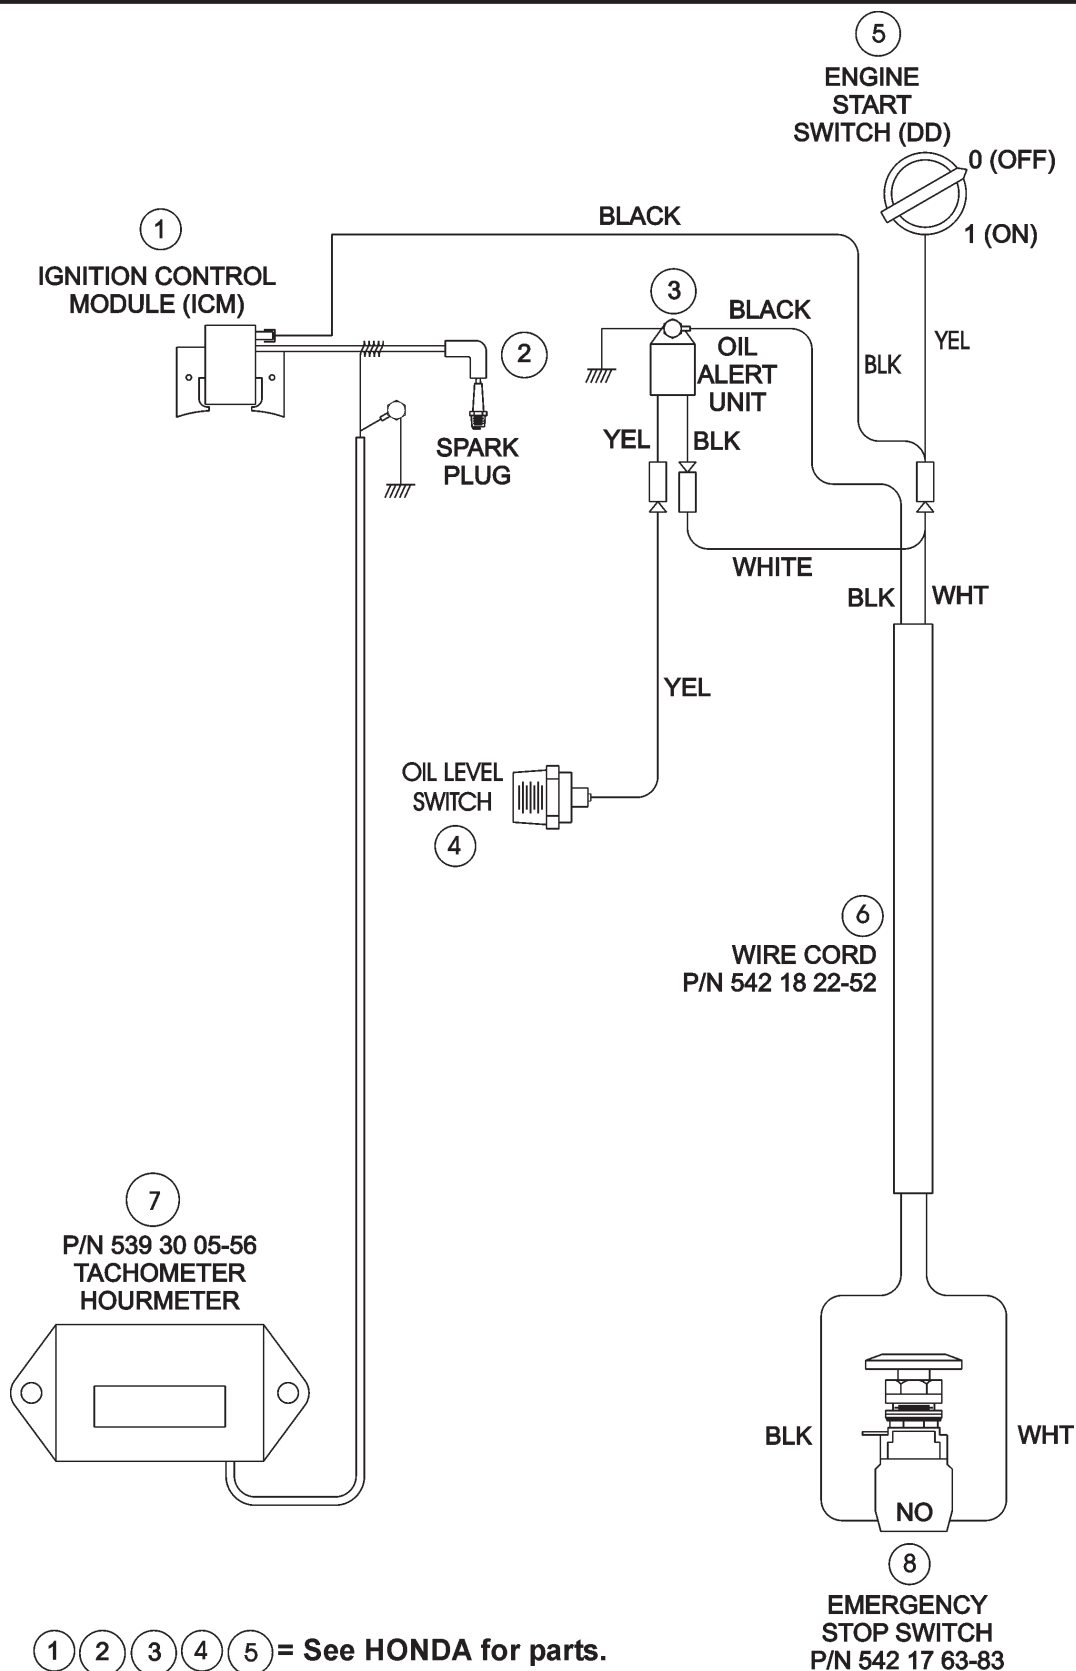 5
ENGINE
START
SWITCH (DD)
0 (OFF)
1 (ON)
BLACK
1
IGNITION CONTROL
MODULE (ICM)
3
BLACK
2
OIL
ALERT
UNIT
BLK
YEL
SPARK
PLUG
YEL
BLK
WHITE
BLK
WHT
YEL
OIL LEVEL
SWITCH
4
6
WIRE CORD
P/N 542 18 22-52
7
P/N 539 30 05-56
TACHOMETER
HOURMETER
BLK
WHT
NO
8
EMERGENCY
STOP SWITCH
P/N 542 17 63-83
1 2 3 4 5 = See HONDA for parts.